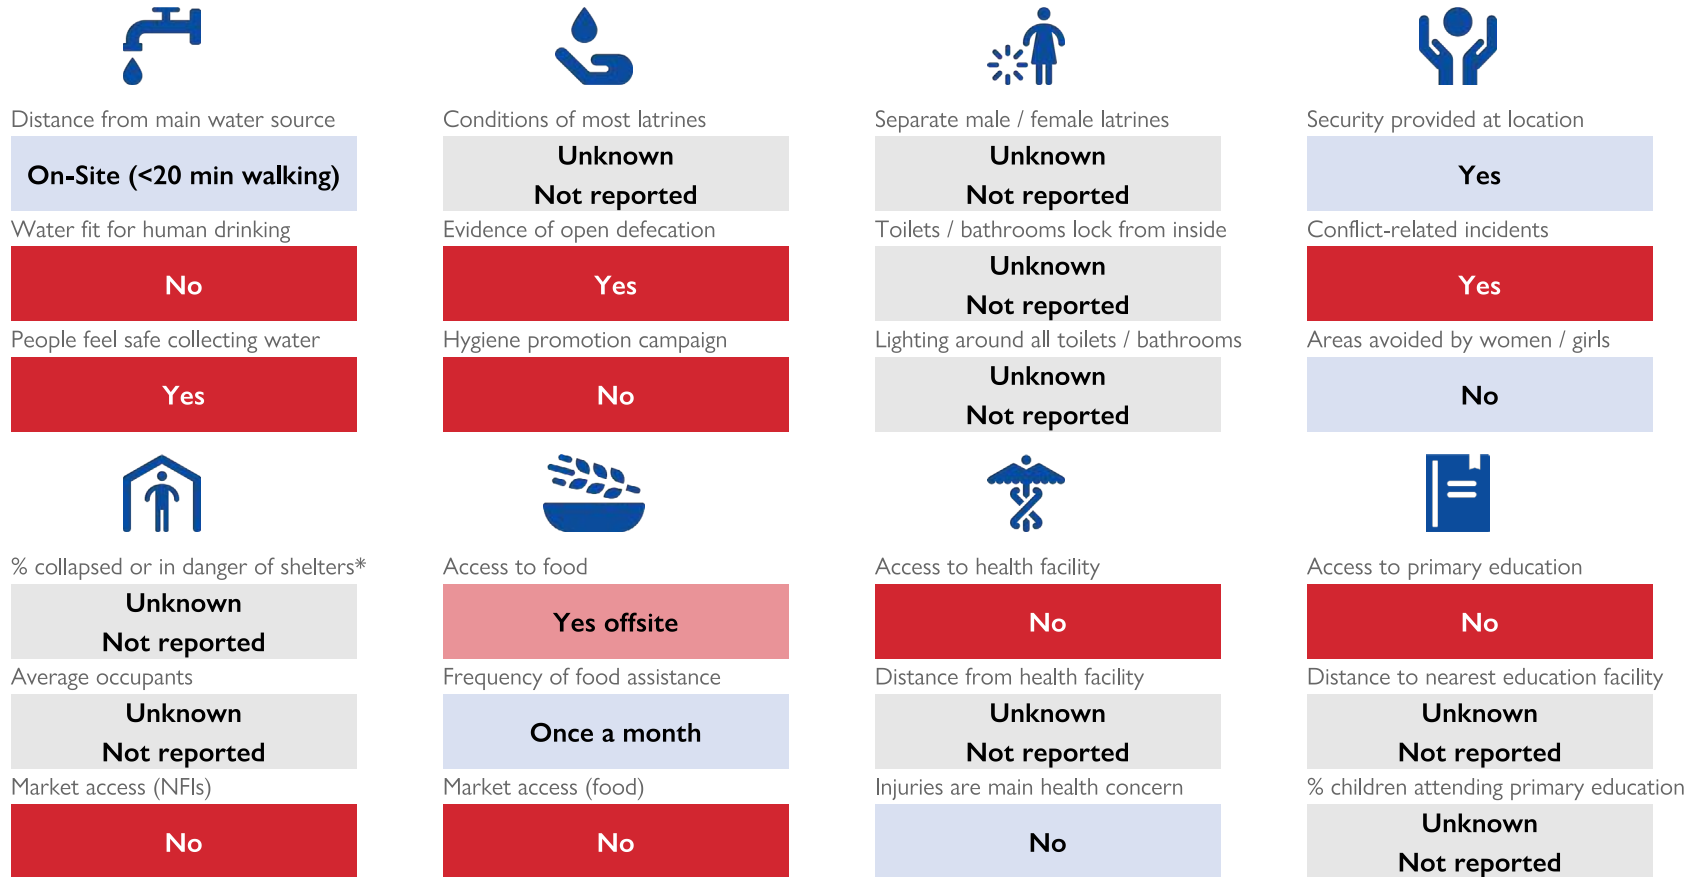 Distance from main water source
On-Site (<20 min walking)
Water fit for human drinking
No
People feel safe collecting water
Yes
Conditions of most latrines
Unknown
Not reported
Evidence of open defecation
Yes
Hygiene promotion campaign
No
Separate male / female latrines
Unknown
Not reported
Toilets / bathrooms lock from inside
Unknown
Not reported
Lighting around all toilets / bathrooms
Unknown
Not reported
Security provided at location
Yes
Conflict-related incidents
Yes
Areas avoided by women / girls
No
% collapsed or in danger of shelters*
Unknown
Not reported
Average occupants
Unknown
Not reported
Market access (NFIs)
No
Access to food
Yes offsite
Frequency of food assistance
Once a month
Market access (food)
No
Access to health facility
No
Distance from health facility
Unknown
Not reported
Injuries are main health concern
No
Access to primary education
No
Distance to nearest education facility
Unknown
Not reported
% children attending primary education
Unknown
Not reported